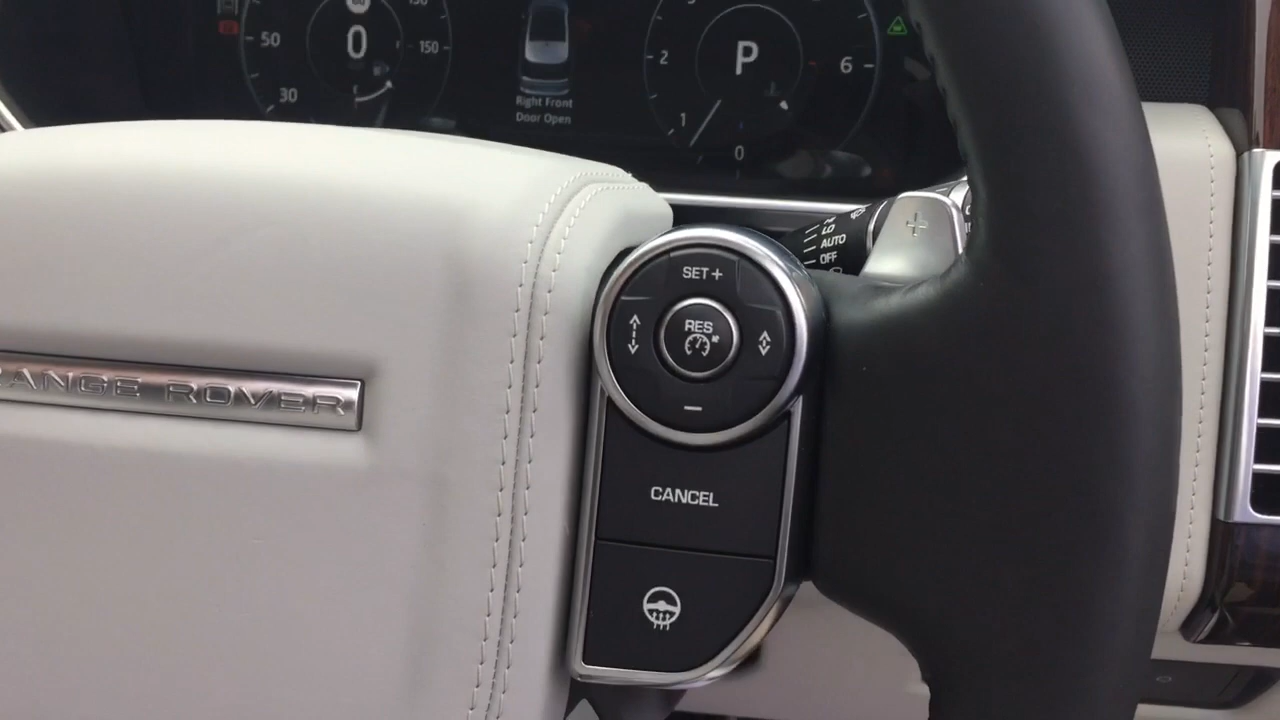 50
30
0
150
Right Front
Door Open
2
1
0
P
6
AUTO
OFF
SET+
RES
–
CANCEL
RANGE ROVER